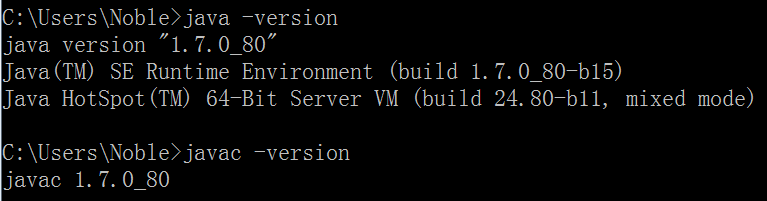 C:\Users\Noble>java -version
java version "1.7.0_80"
Java(TM) SE Runtime Environment (build 1.7.0_80-b15)
Java HotSpot(TM) 64-Bit Server VM (build 24.80-b11, mixed mode)
C:\Users\Noble>javac -version
javac 1.7.0_80